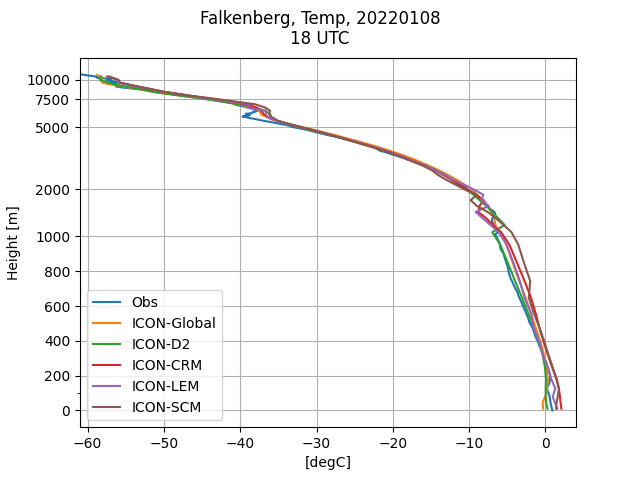 Falkenberg, Temp, 20220108
18 UTC
10000
7500
5000
2000
1000
800
600
400
200
0
Height [m]
Obs
ICON-Global
ICON-D2
ICON-CRM
ICON-LEM
ICON-SCM
−60 −50 −40 −30 −20 −10 0
[degC]